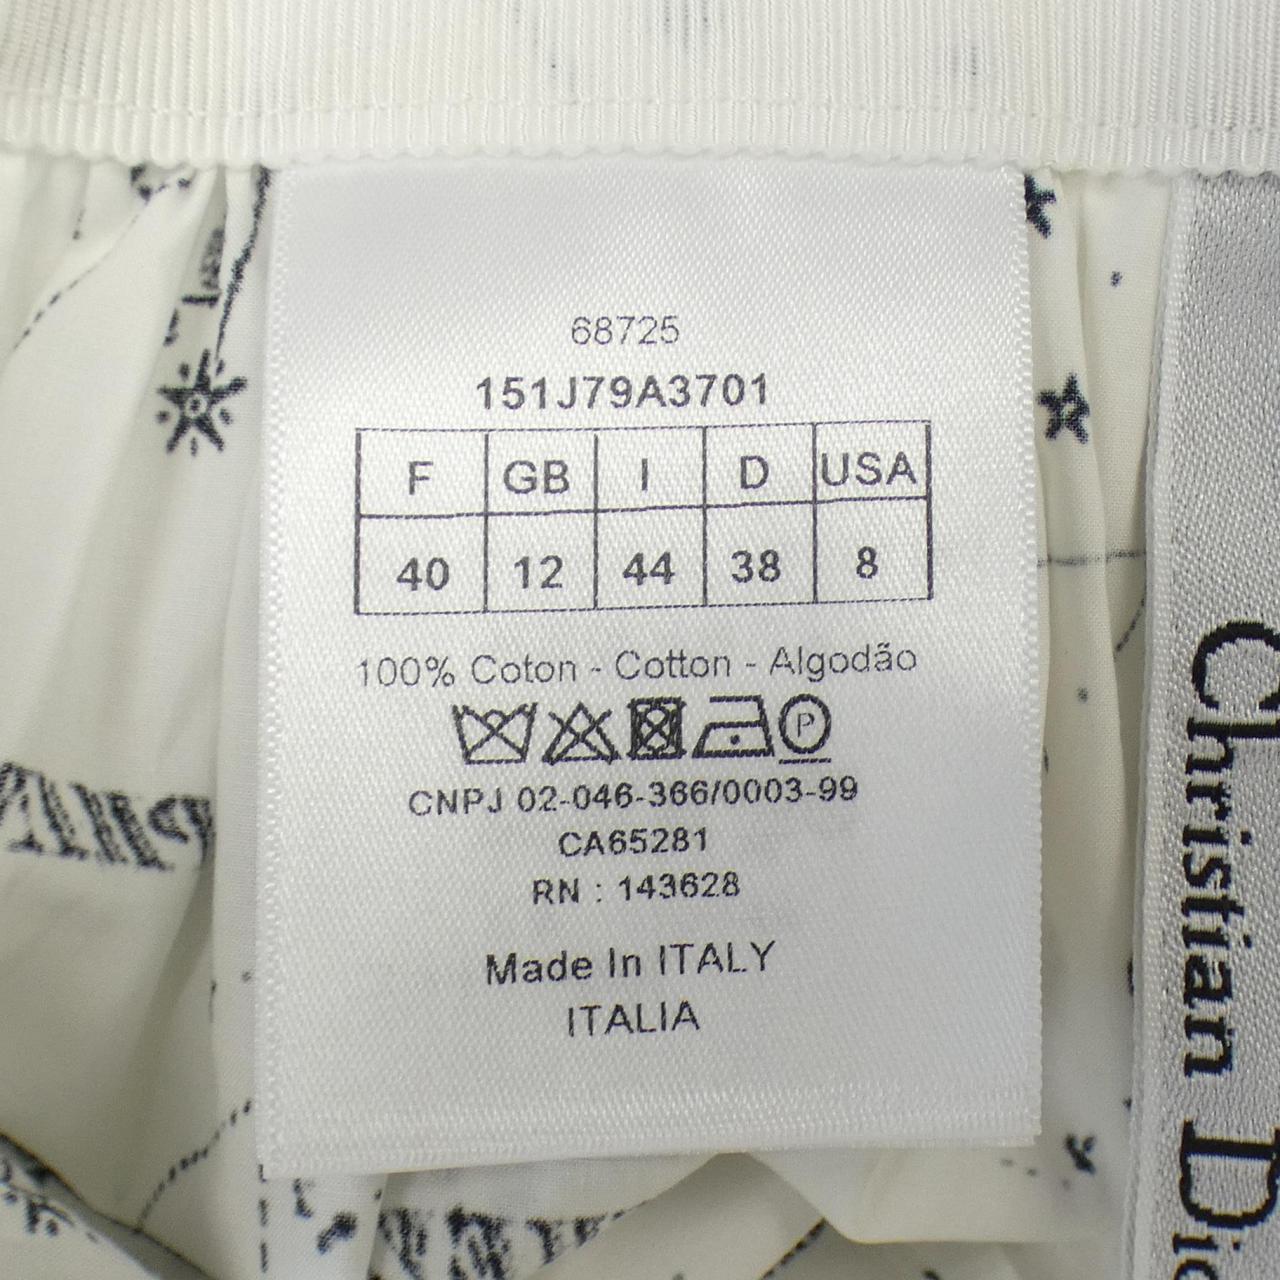 68725
151J79A3701
F GB I D USA
40 12 44 38 8
100% Coton - Cotton - Algodão
P
CNPJ 02-046-366/0003-99
CA65281
RN : 143628
Made In ITALY
ITALIA
Christian